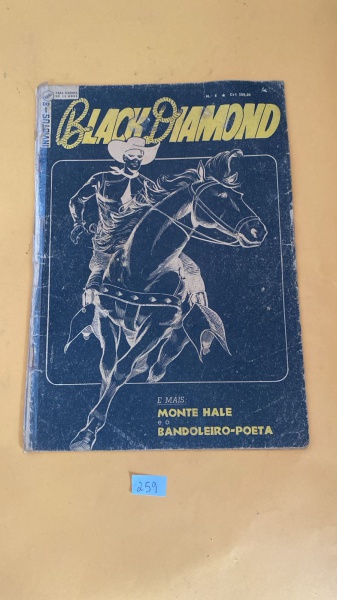 INVICTUS
BLACK DIAMOND
E MAIS
MONTE HALE
e o
BANDOLEIRO-POETA
259